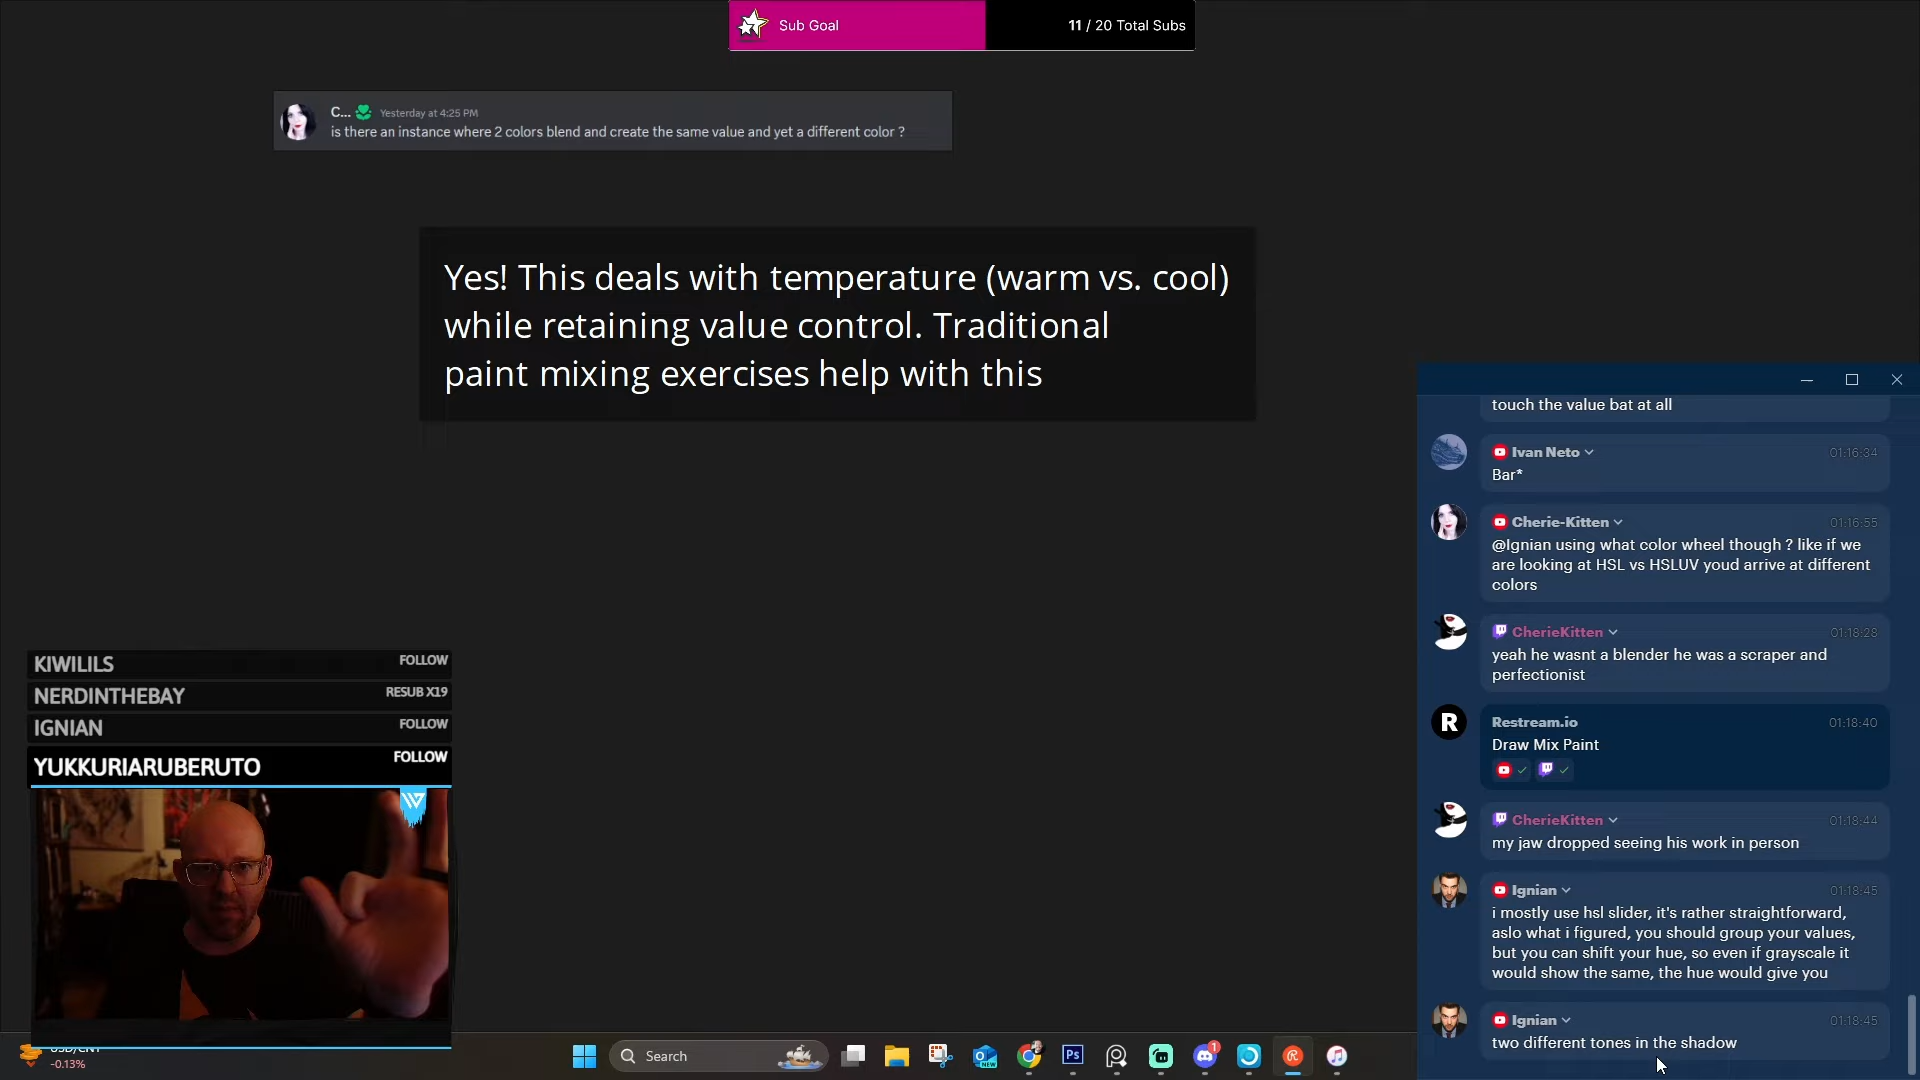 Sub Goal
11 / 20 Total Subs
C... Yesterday at 4:25 PM
is there an instance where 2 colors blend and create the same value and yet a different color ?
Yes! This deals with temperature (warm vs. cool)
while retaining value control. Traditional
paint mixing exercises help with this
touch the value bat at all
Ivan Neto 01:16:34
Bar*
Cherie-Kitten 01:16:55
@Ignian using what color wheel though ? like if we
are looking at HSL vs HSLUV youd arrive at different
colors
CherieKitten 01:18:28
yeah he wasnt a blender he was a scraper and
perfectionist
R
Restream.io 01:18:40
Draw Mix Paint
CherieKitten 01:18:44
my jaw dropped seeing his work in person
Ignian 01:18:45
i mostly use hsl slider, it's rather straightforward,
aslo what i figured, you should group your values,
but you can shift your hue, so even if grayscale it
would show the same, the hue would give you
Ignian 01:18:45
two different tones in the shadow
KIWILILS FOLLOW
NERDINTHEBAY RESUB X19
IGNIAN FOLLOW
YUKKURIARUBERUTO FOLLOW
USD/CNY
-0.13%
Search
NEW
Ps
1